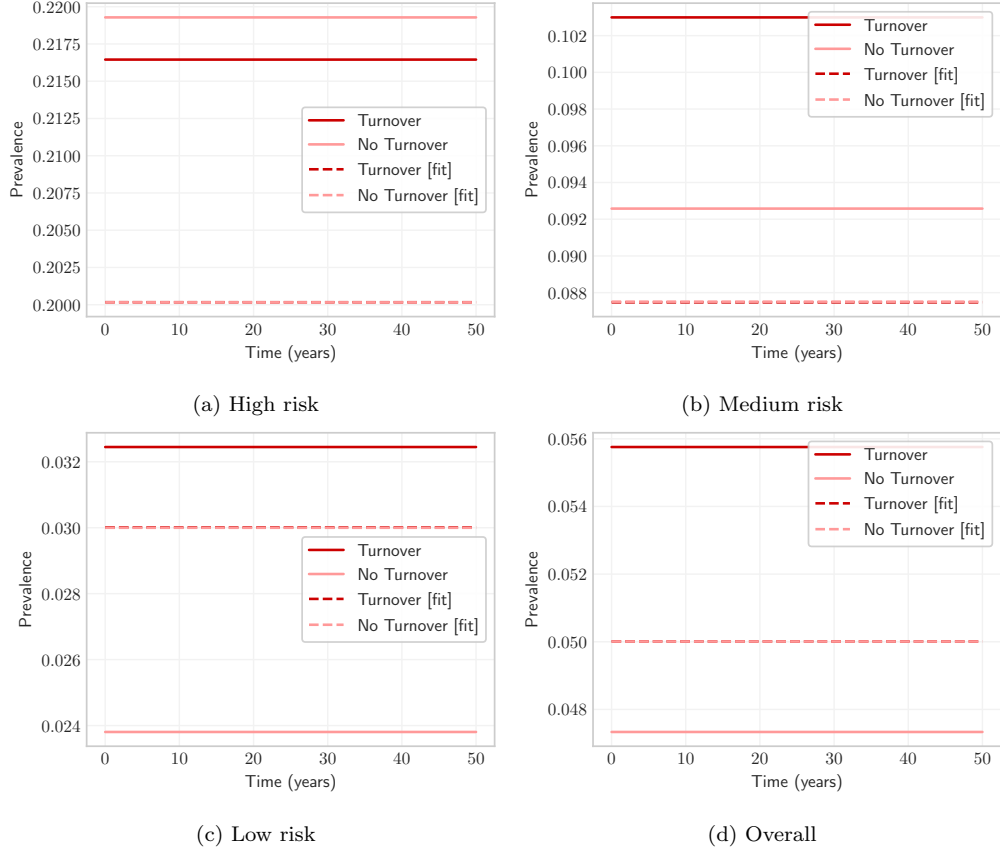 0.2200
0.2175
0.2150
0.2125
0.2100
0.2075
0.2050
0.2025
0.2000
Prevalence
Turnover
No Turnover
Turnover [fit]
No Turnover [fit]
0 10 20 30 40 50
Time (years)
(a) High risk
0.102
0.100
0.098
0.096
0.094
0.092
0.090
0.088
Prevalence
Turnover
No Turnover
Turnover [fit]
No Turnover [fit]
0 10 20 30 40 50
Time (years)
(b) Medium risk
0.032
0.030
0.028
0.026
0.024
Prevalence
Turnover
No Turnover
Turnover [fit]
No Turnover [fit]
0 10 20 30 40 50
Time (years)
(c) Low risk
0.056
0.054
0.052
0.050
0.048
Prevalence
Turnover
No Turnover
Turnover [fit]
No Turnover [fit]
0 10 20 30 40 50
Time (years)
(d) Overall